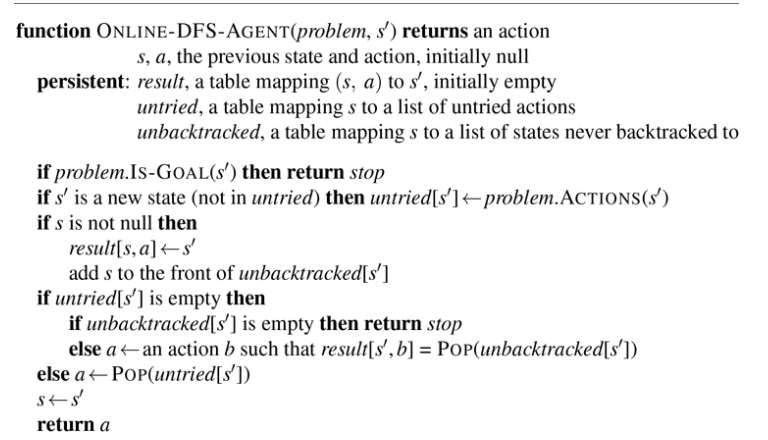 function ONLINE-DFS-AGENT(problem, s′) returns an action
s, a, the previous state and action, initially null
persistent: result, a table mapping (s, a) to s′, initially empty
untried, a table mapping s to a list of untried actions
unbacktracked, a table mapping s to a list of states never backtracked to
if problem.IS-GOAL(s′) then return stop
if s′ is a new state (not in untried) then untried[s′]←problem.ACTIONS(s′)
if s is not null then
result[s,a]←s′
add s to the front of unbacktracked[s′]
if untried[s′] is empty then
if unbacktracked[s′] is empty then return stop
else a←an action b such that result[s′,b] = POP(unbacktracked[s′])
else a←POP(untried[s′])
s←s′
return a